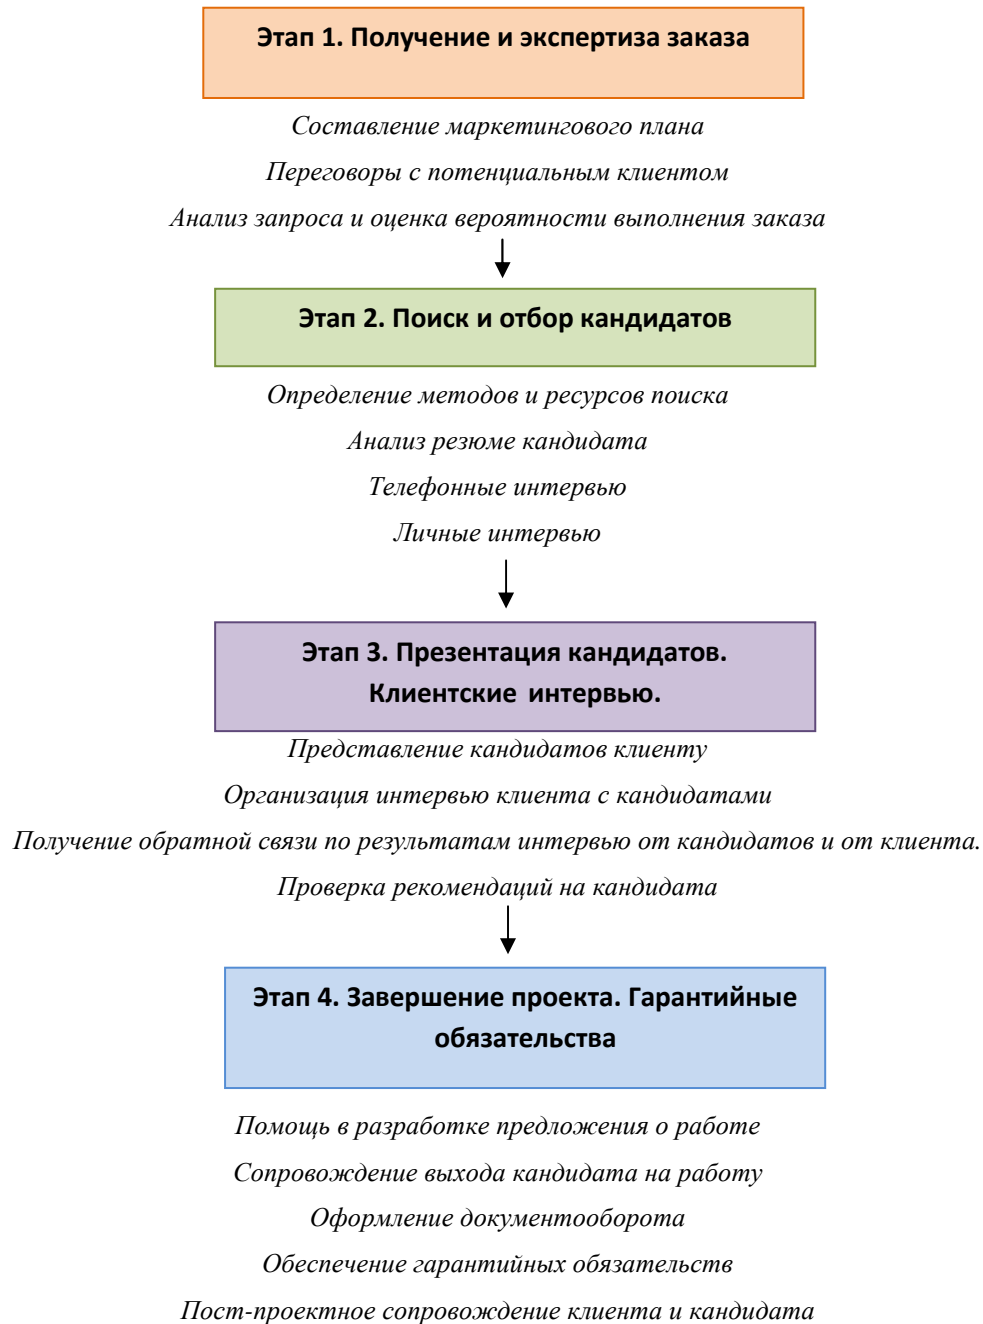 Этап 1. Получение и экспертиза заказа
Составление маркетингового плана
Переговоры с потенциальным клиентом
Анализ запроса и оценка вероятности выполнения заказа
Этап 2. Поиск и отбор кандидатов
Определение методов и ресурсов поиска
Анализ резюме кандидата
Телефонные интервью
Личные интервью
Этап 3. Презентация кандидатов.
Клиентские интервью.
Представление кандидатов клиенту
Организация интервью клиента с кандидатами
Получение обратной связи по результатам интервью от кандидатов и от клиента.
Проверка рекомендаций на кандидата
Этап 4. Завершение проекта. Гарантийные
обязательства
Помощь в разработке предложения о работе
Сопровождение выхода кандидата на работу
Оформление документооборота
Обеспечение гарантийных обязательств
Пост-проектное сопровождение клиента и кандидата